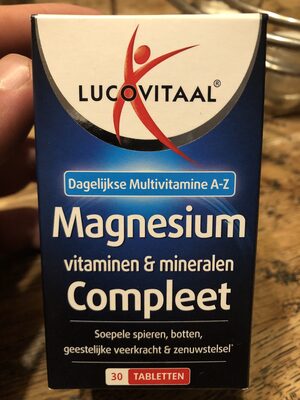 LUCOVITAAL®
Dagelijkse Multivitamine A-Z
Magnesium
vitaminen & mineralen
Compleet
Soepele spieren, botten,
geestelijke veerkracht & zenuwstelsel*
30 TABLETTEN